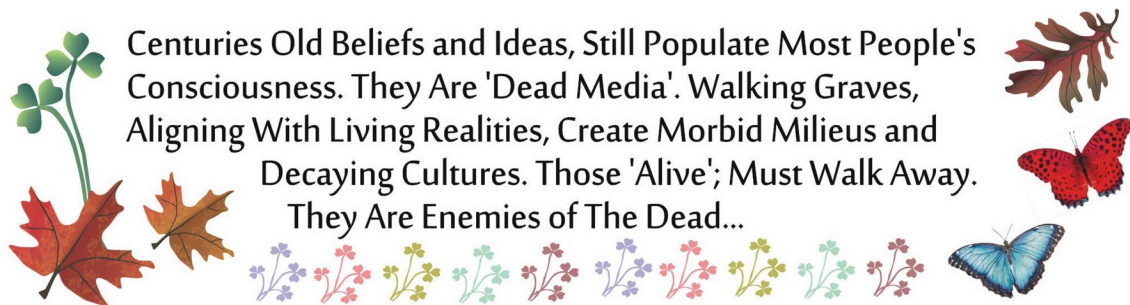 Centuries Old Beliefs and Ideas, Still Populate Most People's
Consciousness. They Are 'Dead Media'. Walking Graves,
Aligning With Living Realities, Create Morbid Milieus and
Decaying Cultures. Those 'Alive'; Must Walk Away.
They Are Enemies of The Dead...